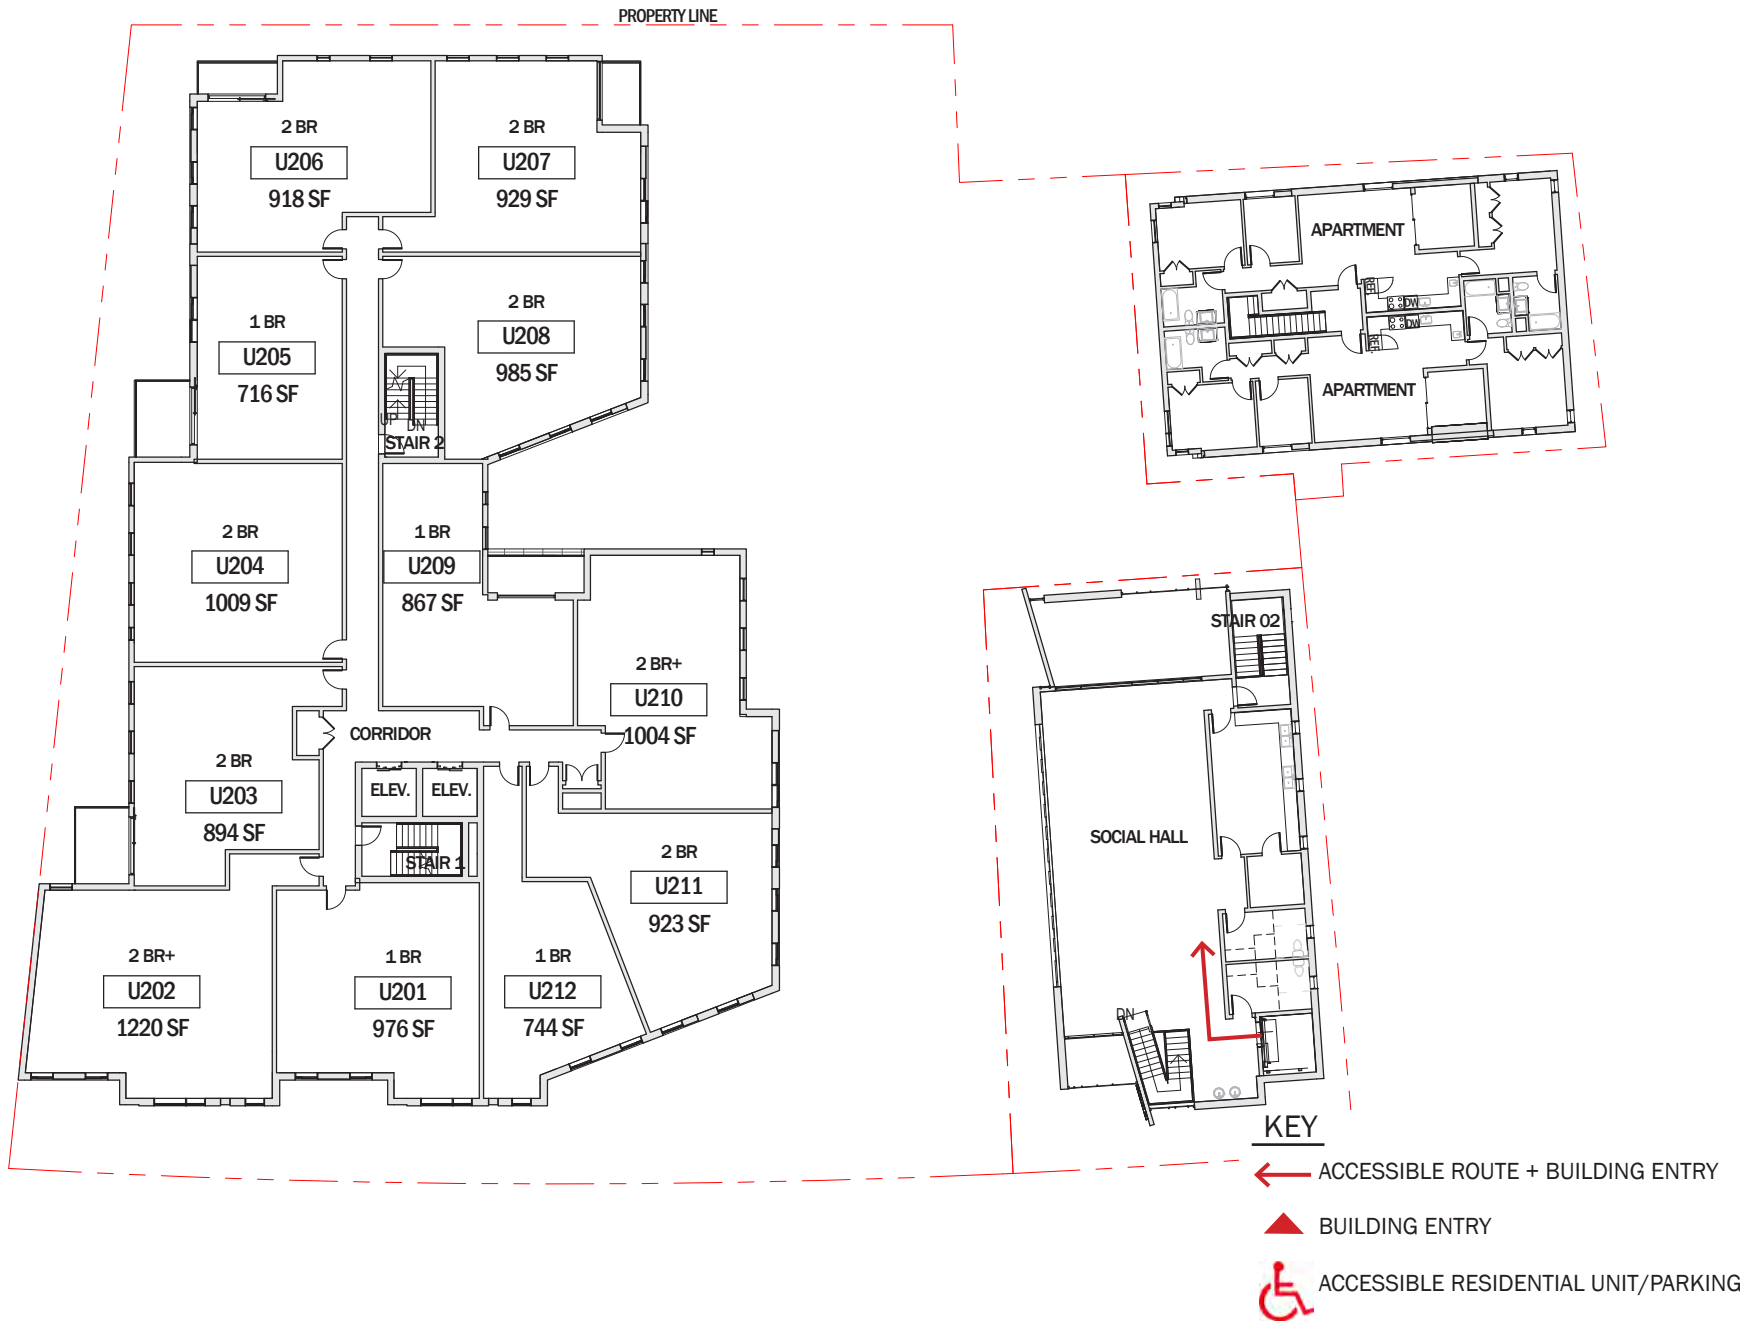 PROPERTY LINE
2 BR
U206
918 SF
2 BR
U207
929 SF
1 BR
U205
716 SF
2 BR
U208
985 SF
UP
DN
STAIR 2
2 BR
U204
1009 SF
1 BR
U209
867 SF
2 BR+
U210
1004 SF
CORRIDOR
2 BR
U203
894 SF
ELEV.
ELEV.
STAIR 1
2 BR
U211
923 SF
2 BR+
U202
1220 SF
1 BR
U201
976 SF
1 BR
U212
744 SF
APARTMENT
REF.
DW
DW
REF.
APARTMENT
STAIR 02
SOCIAL HALL
DN
KEY
ACCESSIBLE ROUTE + BUILDING ENTRY
BUILDING ENTRY
ACCESSIBLE RESIDENTIAL UNIT/PARKING